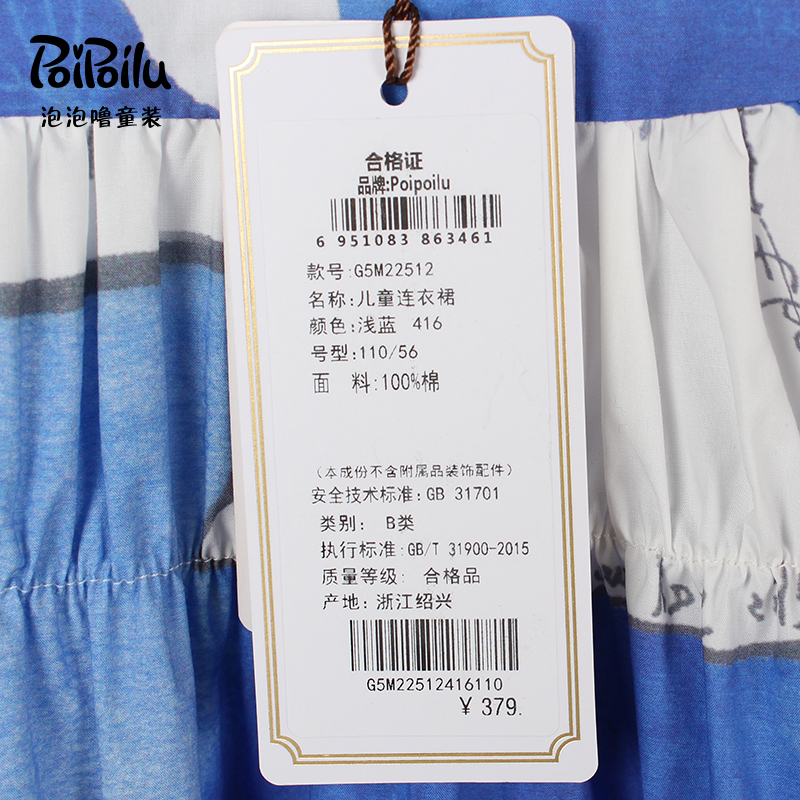 PoiPoilu
泡泡噜童装
合格证
品牌:Poipoilu
6 951083 863461
款号:G5M22512
名称:儿童连衣裙
颜色:浅蓝 416
号型:110/56
面 料:100%棉
(本成份不含附属品装饰配件)
安全技术标准:GB 31701
类别: B类
执行标准:GB/T 31900-2015
质量等级: 合格品
产地: 浙江绍兴
G5M22512416110
¥ 379.